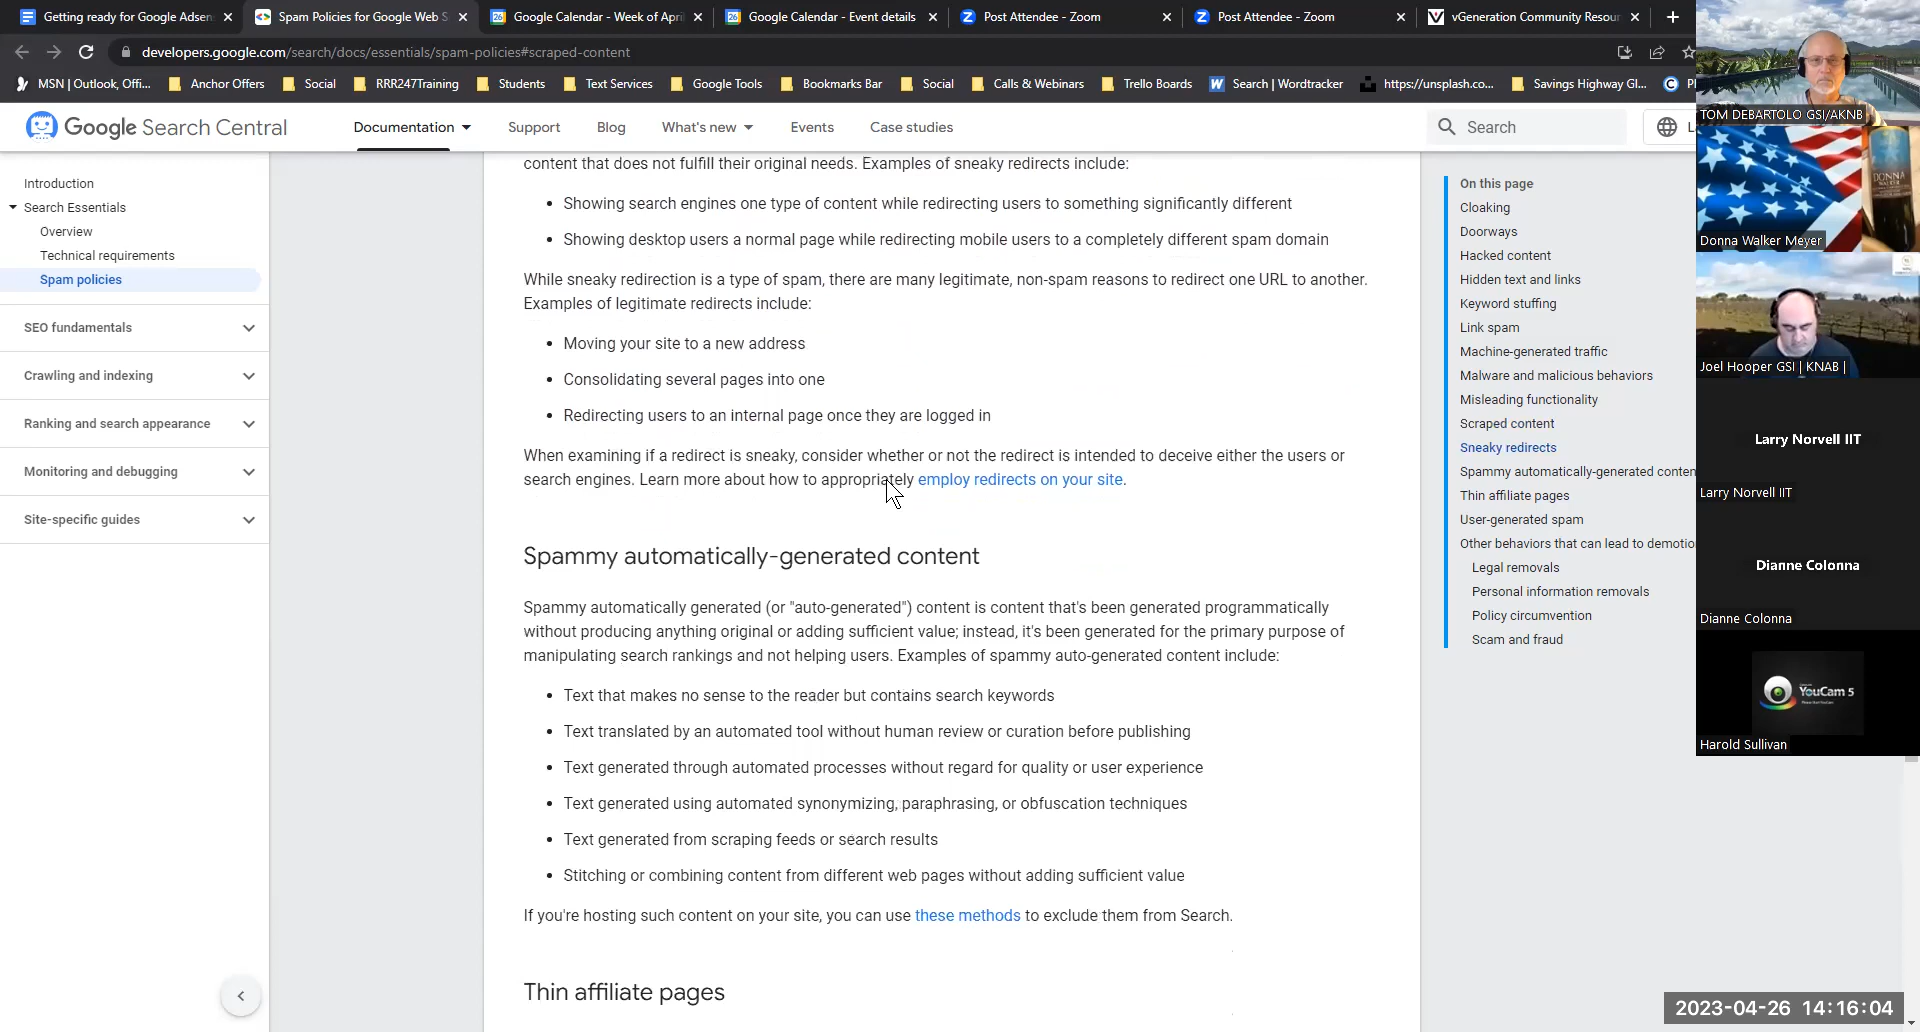 Getting ready for Google Adsen
Spam Policies for Google Web S
Google Calendar - Week of Apri
Google Calendar - Event details
Post Attendee - Zoom
Post Attendee - Zoom
vGeneration Community Resour
developers.google.com/search/docs/essentials/spam-policies#scraped-content
MSN | Outlook, Offi...
Anchor Offers
Social
RRR247Training
Students
Text Services
Google Tools
Bookmarks Bar
Social
Calls & Webinars
Trello Boards
Search | Wordtracker
https://unsplash.co...
Savings Highway Gl...
Google Search Central
Documentation
Support
Blog
What's new
Events
Case studies
Search
Introduction
Search Essentials
Overview
Technical requirements
Spam policies
SEO fundamentals
Crawling and indexing
Ranking and search appearance
Monitoring and debugging
Site-specific guides
content that does not fulfill their original needs. Examples of sneaky redirects include:
• Showing search engines one type of content while redirecting users to something significantly different
• Showing desktop users a normal page while redirecting mobile users to a completely different spam domain
While sneaky redirection is a type of spam, there are many legitimate, non-spam reasons to redirect one URL to another.
Examples of legitimate redirects include:
• Moving your site to a new address
• Consolidating several pages into one
• Redirecting users to an internal page once they are logged in
When examining if a redirect is sneaky, consider whether or not the redirect is intended to deceive either the users or
search engines. Learn more about how to appropriately employ redirects on your site.
Spammy automatically-generated content
Spammy automatically generated (or "auto-generated") content is content that's been generated programmatically
without producing anything original or adding sufficient value; instead, it's been generated for the primary purpose of
manipulating search rankings and not helping users. Examples of spammy auto-generated content include:
• Text that makes no sense to the reader but contains search keywords
• Text translated by an automated tool without human review or curation before publishing
• Text generated through automated processes without regard for quality or user experience
• Text generated using automated synonymizing, paraphrasing, or obfuscation techniques
• Text generated from scraping feeds or search results
• Stitching or combining content from different web pages without adding sufficient value
If you're hosting such content on your site, you can use these methods to exclude them from Search.
Thin affiliate pages
On this page
Cloaking
Doorways
Hacked content
Hidden text and links
Keyword stuffing
Link spam
Machine-generated traffic
Malware and malicious behaviors
Misleading functionality
Scraped content
Sneaky redirects
Spammy automatically-generated conten
Thin affiliate pages
User-generated spam
Other behaviors that can lead to demotio
Legal removals
Personal information removals
Policy circumvention
Scam and fraud
TOM DEBARTOLO GSI/AKNB
DONNA
WALKER
Donna Walker Meyer
Joel Hooper GSI | KNAB |
Larry Norvell IIT
Larry Norvell IIT
Dianne Colonna
Dianne Colonna
YouCam 5
Harold Sullivan
2023-04-26 14:16:04